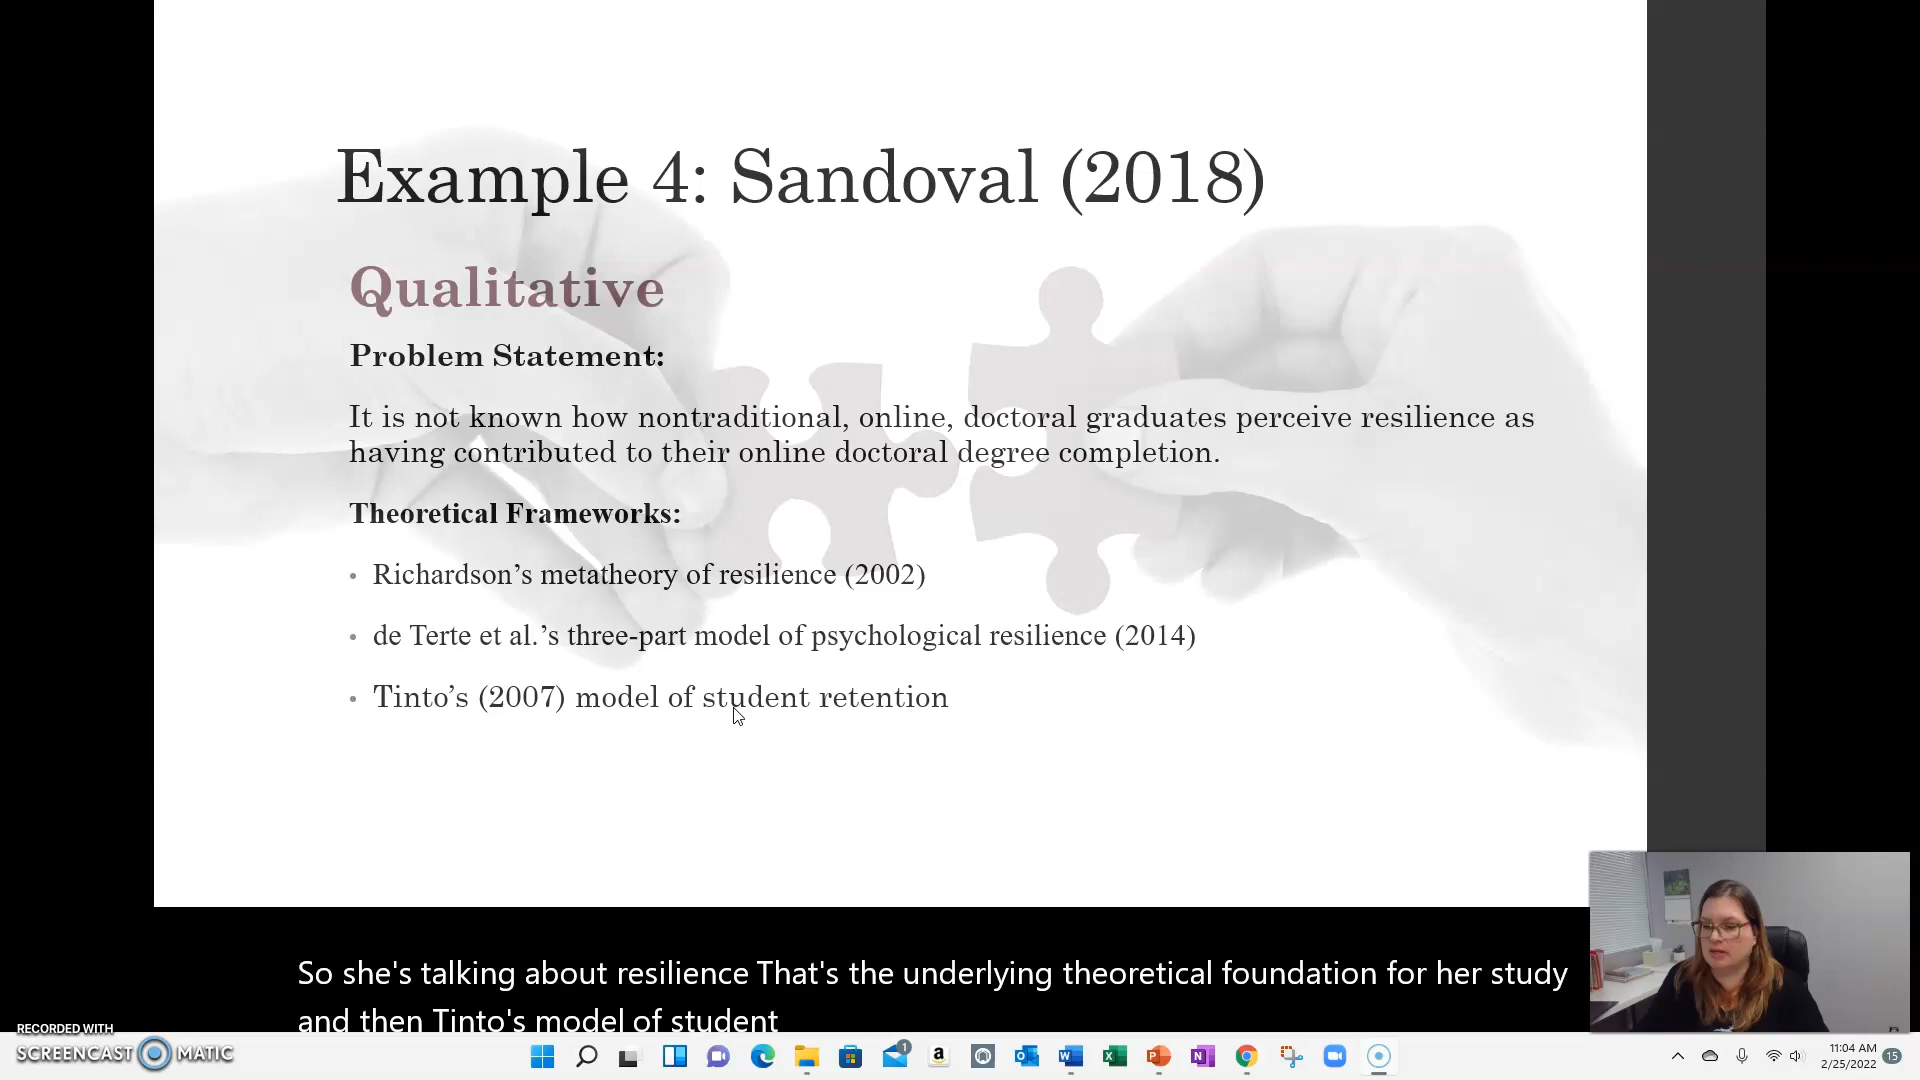 Example 4: Sandoval (2018)
Qualitative
Problem Statement:
It is not known how nontraditional, online, doctoral graduates perceive resilience as
having contributed to their online doctoral degree completion.
Theoretical Frameworks:
• Richardson’s metatheory of resilience (2002)
• de Terte et al.’s three-part model of psychological resilience (2014)
• Tinto’s (2007) model of student retention
So she's talking about resilience That's the underlying theoretical foundation for her study
and then Tinto's model of student
RECORDED WITH
SCREENCAST MATIC
1
11:04 AM
2/25/2022
15